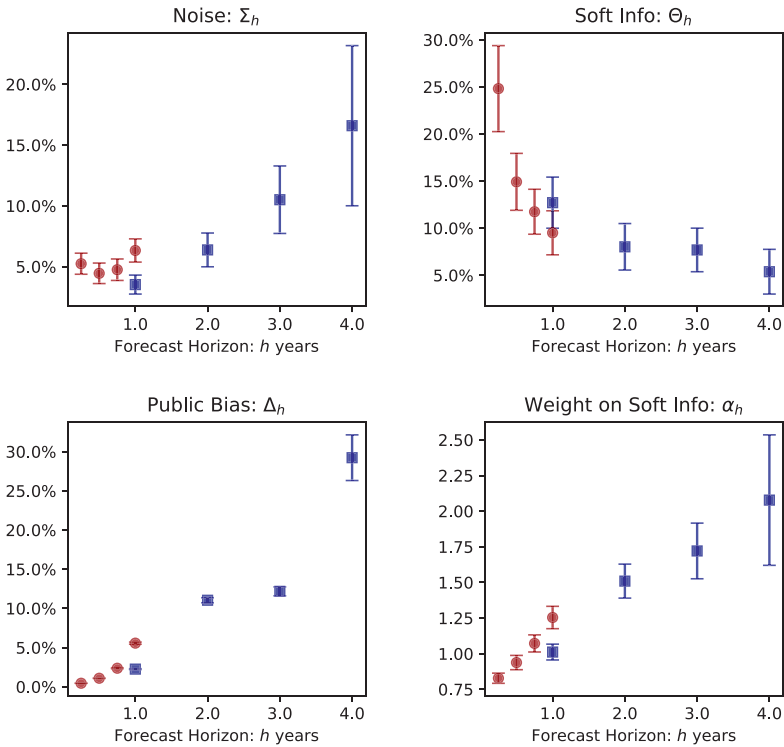 Noise: Σh
20.0%
15.0%
10.0%
5.0%
1.0 2.0 3.0 4.0
Forecast Horizon: h years
Soft Info: Θh
30.0%
25.0%
20.0%
15.0%
10.0%
5.0%
1.0 2.0 3.0 4.0
Forecast Horizon: h years
Public Bias: Δh
30.0%
25.0%
20.0%
15.0%
10.0%
5.0%
0.0%
1.0 2.0 3.0 4.0
Forecast Horizon: h years
Weight on Soft Info: αh
2.50
2.25
2.00
1.75
1.50
1.25
1.00
0.75
1.0 2.0 3.0 4.0
Forecast Horizon: h years